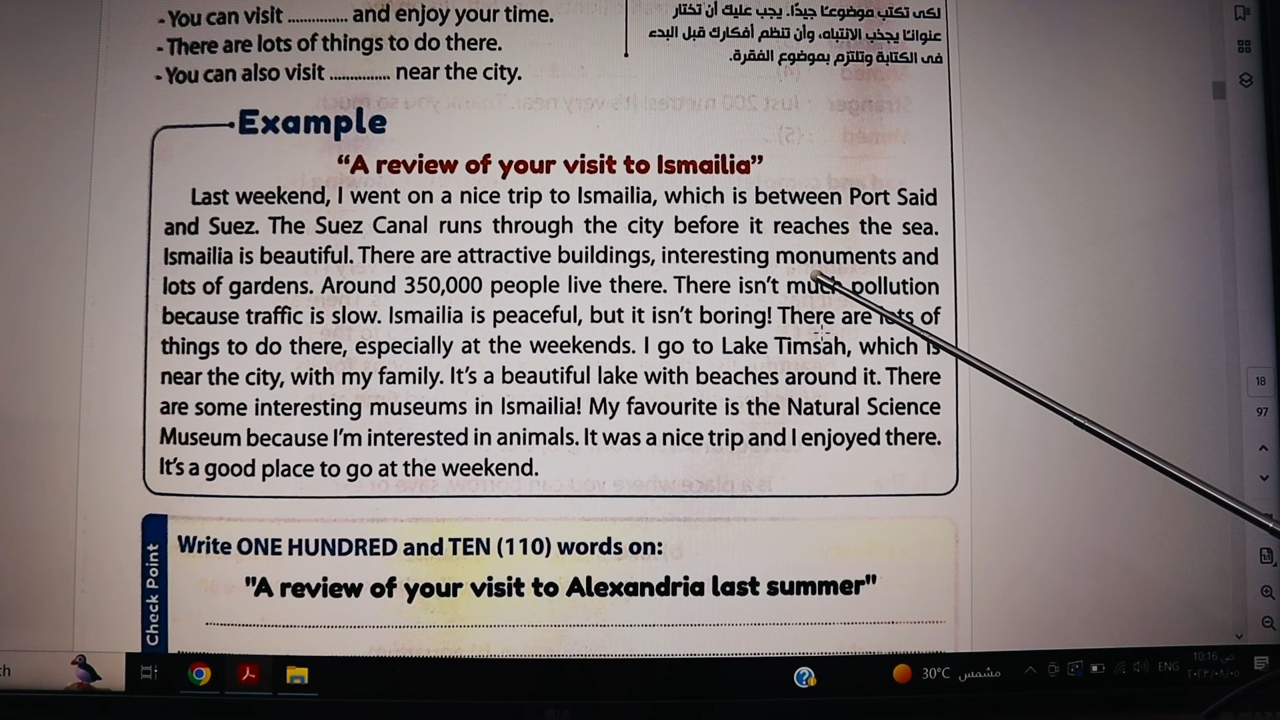 - You can visit ............... and enjoy your time.
- There are lots of things to do there.
- You can also visit ............... near the city.
لكى تكتب موضوعًا جيدًا. يجب عليك أن تختار
عنوانًا يجذب الانتباه، وأن تنظم أفكارك قبل البدء
فى الكتابة وتلتزم بموضوع الفقرة.
Example
"A review of your visit to Ismailia"
Last weekend, I went on a nice trip to Ismailia, which is between Port Said
and Suez. The Suez Canal runs through the city before it reaches the sea.
Ismailia is beautiful. There are attractive buildings, interesting monuments and
lots of gardens. Around 350,000 people live there. There isn't much pollution
because traffic is slow. Ismailia is peaceful, but it isn't boring! There are lots of
things to do there, especially at the weekends. I go to Lake Timsah, which is
near the city, with my family. It's a beautiful lake with beaches around it. There
are some interesting museums in Ismailia! My favourite is the Natural Science
Museum because I'm interested in animals. It was a nice trip and I enjoyed there.
It's a good place to go at the weekend.
Check Point
Write ONE HUNDRED and TEN (110) words on:
"A review of your visit to Alexandria last summer"
18
97
30°C مشمس
ENG
10:16 ص